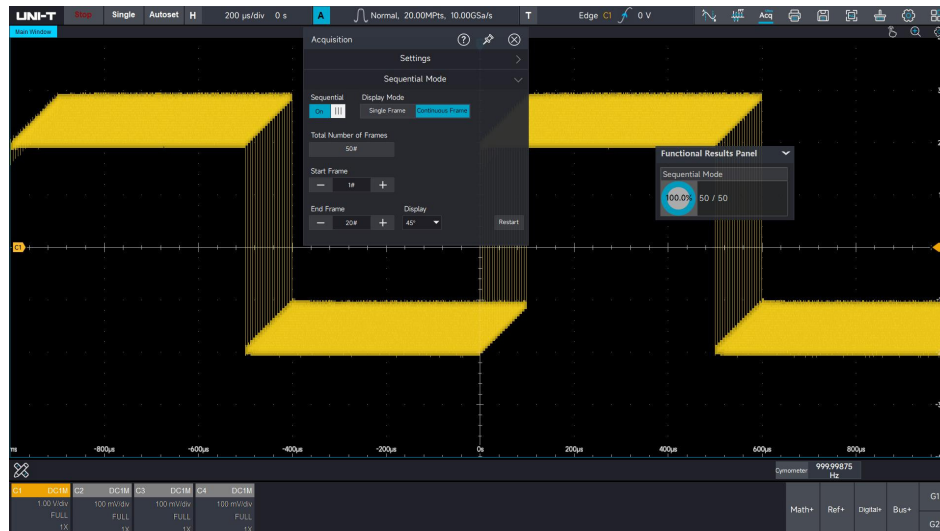 UNI-T Stop Single Autoset H 200 μs/div 0 s A Normal, 20.00MPts, 10.00GSa/s T Edge C1 0 V Acq
Main Window
Acquisition
Settings
Sequential Mode
Sequential Display Mode
On Single Frame Continuous Frame
Total Number of Frames
50#
Start Frame
1#
End Frame Display
20# 45° Restart
Functional Results Panel
Sequential Mode
100.0% 50 / 50
C1
-800μs -600μs -400μs -200μs 0s 200μs 400μs 600μs 800μs
Cymometer 999.99875
Hz
C1 DC1M C2 DC1M C3 DC1M C4 DC1M
1.00 V/div 100 mV/div 100 mV/div 100 mV/div
FULL FULL FULL FULL
1X 1X 1X 1X
Math+ Ref+ Digital+ Bus+ G1
G2